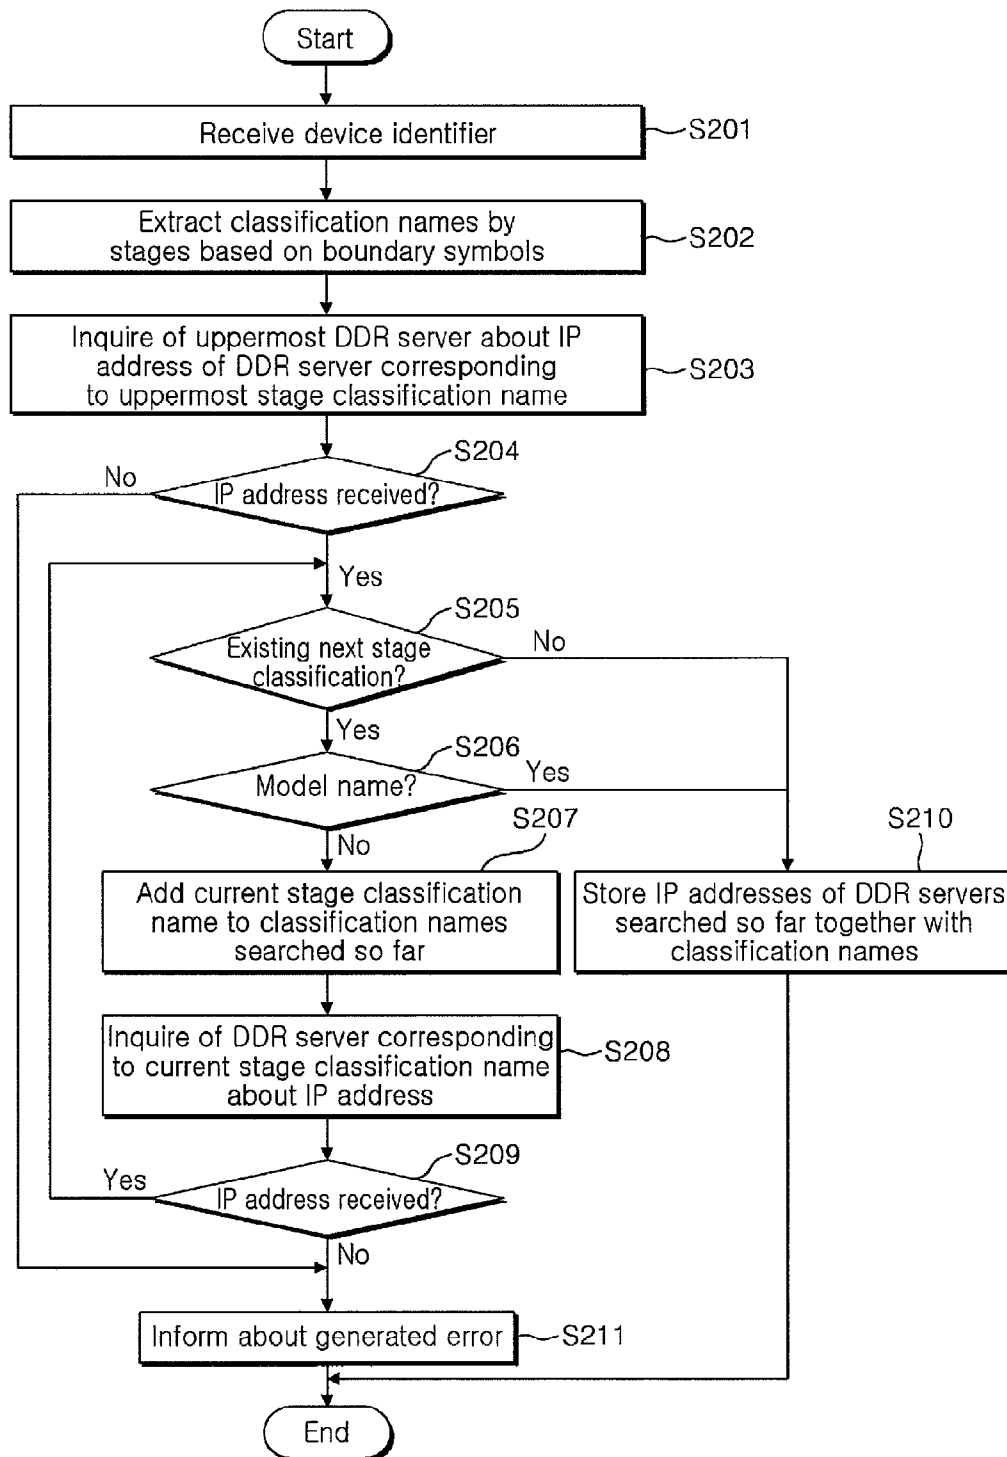 Start
Receive device identifier
S201
Extract classification names by
stages based on boundary symbols
S202
Inquire of uppermost DDR server about IP
address of DDR server corresponding
to uppermost stage classification name
S203
S204
No
IP address received?
Yes
S205
Existing next stage
classification?
No
Yes
S206
Model name?
Yes
No
S207
Add current stage classification
name to classification names
searched so far
S210
Store IP addresses of DDR servers
searched so far together with
classification names
Inquire of DDR server corresponding
to current stage classification name
about IP address
S208
S209
Yes
IP address received?
No
Inform about generated error
S211
End